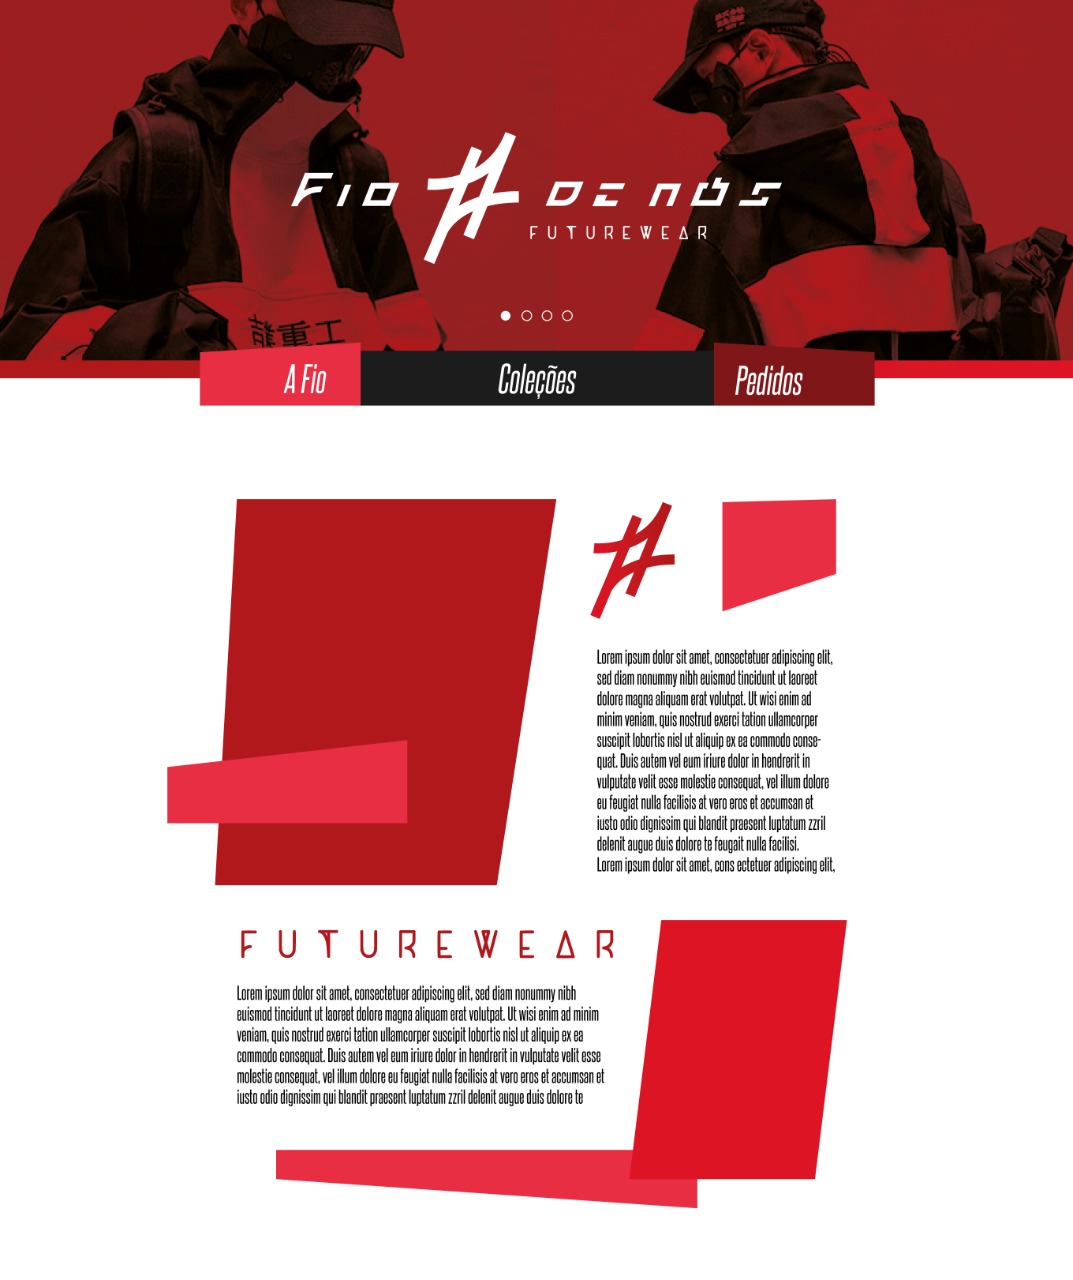 FIO DE NÓS
FUTUREWEAR
重工
A Fio
Coleções
Pedidos
Lorem ipsum dolor sit amet, consectetuer adipiscing elit,
sed diam nonummy nibh euismod tincidunt ut laoreet
dolore magna aliquam erat volutpat. Ut wisi enim ad
minim veniam, quis nostrud exerci tation ullamcorper
suscipit lobortis nisl ut aliquip ex ea commodo conse-
quat. Duis autem vel eum iriure dolor in hendrerit in
vulputate velit esse molestie consequat, vel illum dolore
eu feugiat nulla facilisis at vero eros et accumsan et
iusto odio dignissim qui blandit praesent luptatum zzril
delenit augue duis dolore te feugait nulla facilisi.
Lorem ipsum dolor sit amet, cons ectetuer adipiscing elit,
FUTUREWEAR
Lorem ipsum dolor sit amet, consectetuer adipiscing elit, sed diam nonummy nibh
euismod tincidunt ut laoreet dolore magna aliquam erat volutpat. Ut wisi enim ad minim
veniam, quis nostrud exerci tation ullamcorper suscipit lobortis nisl ut aliquip ex ea
commodo consequat. Duis autem vel eum iriure dolor in hendrerit in vulputate velit esse
molestie consequat, vel illum dolore eu feugiat nulla facilisis at vero eros et accumsan et
iusto odio dignissim qui blandit praesent luptatum zzril delenit augue duis dolore te